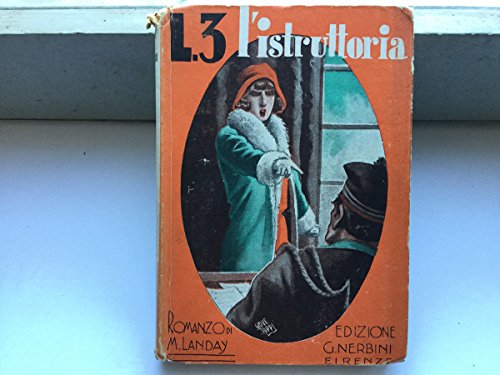 L.3 l'istruttoria
ROMANZO DI
M. LANDAY
EDIZIONE
G. NERBINI
FIRENZE